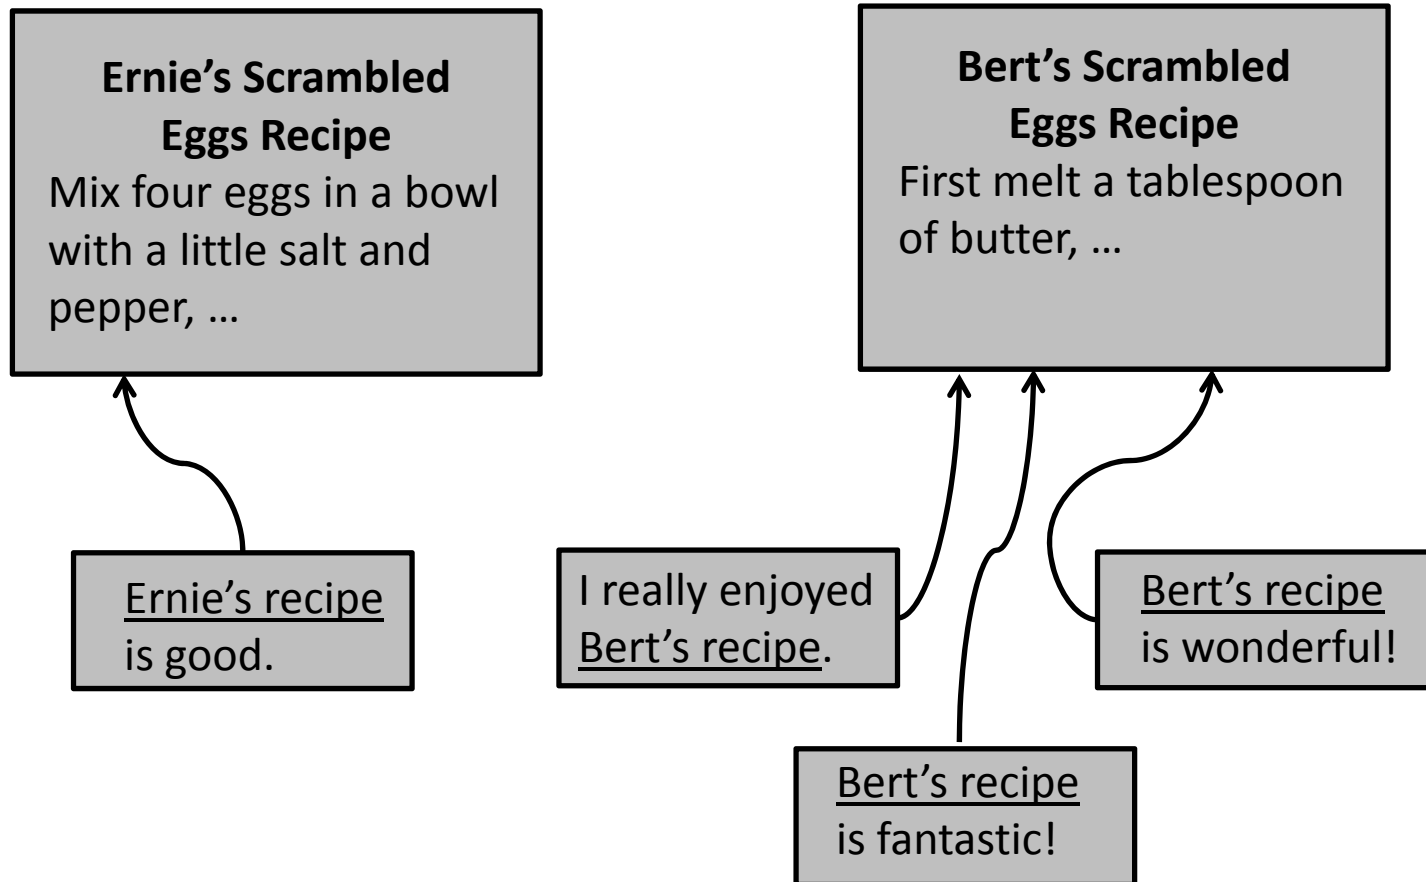 Ernie’s Scrambled
Eggs Recipe
Mix four eggs in a bowl
with a little salt and
pepper, …
Bert’s Scrambled
Eggs Recipe
First melt a tablespoon
of butter, …
Ernie’s recipe
is good.
I really enjoyed
Bert’s recipe.
Bert’s recipe
is wonderful!
Bert’s recipe
is fantastic!